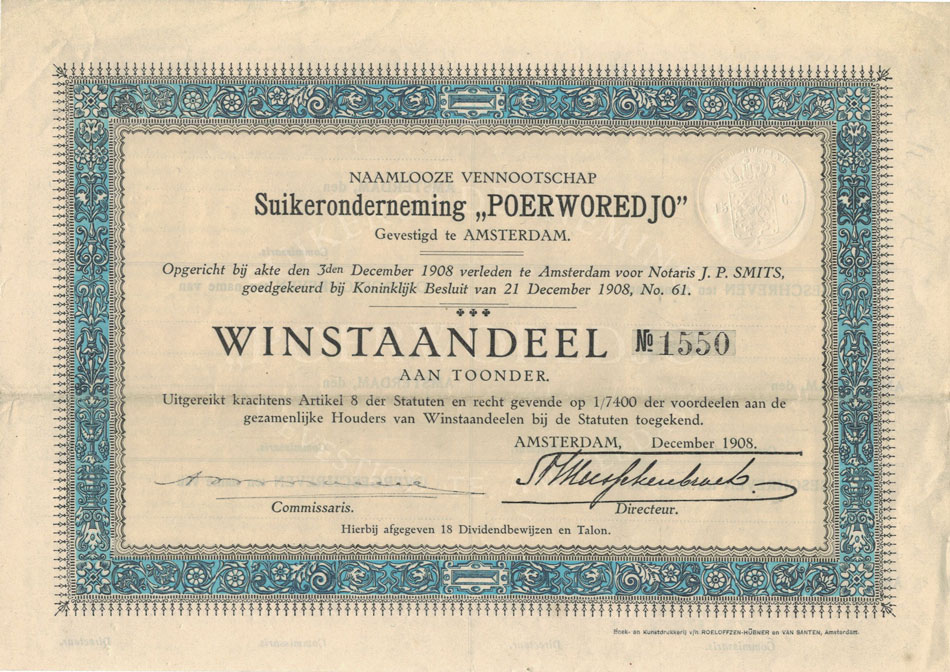 NAAMLOOZE VENNOOTSCHAP
Suikeronderneming „POERWOREDJO"
Gevestigd te AMSTERDAM.
Opgericht bij akte den 3den December 1908 verleden te Amsterdam voor Notaris J. P. SMITS,
goedgekeurd bij Koninklijk Besluit van 21 December 1908, No. 61.
WINSTAANDEEL No 1550
AAN TOONDER.
Uitgereikt krachtens Artikel 8 der Statuten en recht gevende op 1/7400 der voordeelen aan de
gezamenlijke Houders van Winstaandeelen bij de Statuten toegekend.
AMSTERDAM, December 1908.
Commissaris.
Directeur.
Hierbij afgegeven 18 Dividendbewijzen en Talon.
Boek- en Kunstdrukkerij v/h. ROELOFFZEN-HÜBNER en VAN SANTEN, Amsterdam.